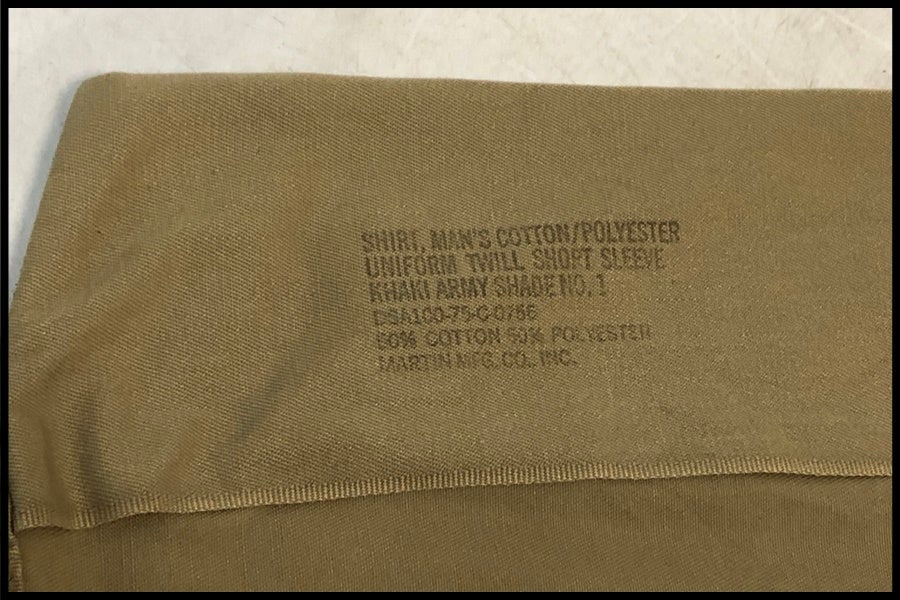 SHIRT, MAN'S COTTON/POLYESTER
UNIFORM TWILL SHORT SLEEVE
KHAKI ARMY SHADE NO. 1
DSA100-75-C-0756
50% COTTON 50% POLYESTER
MARTIN MFG. CO., INC.